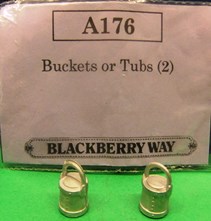 A176
Buckets or Tubs (2)
BLACKBERRY WAY